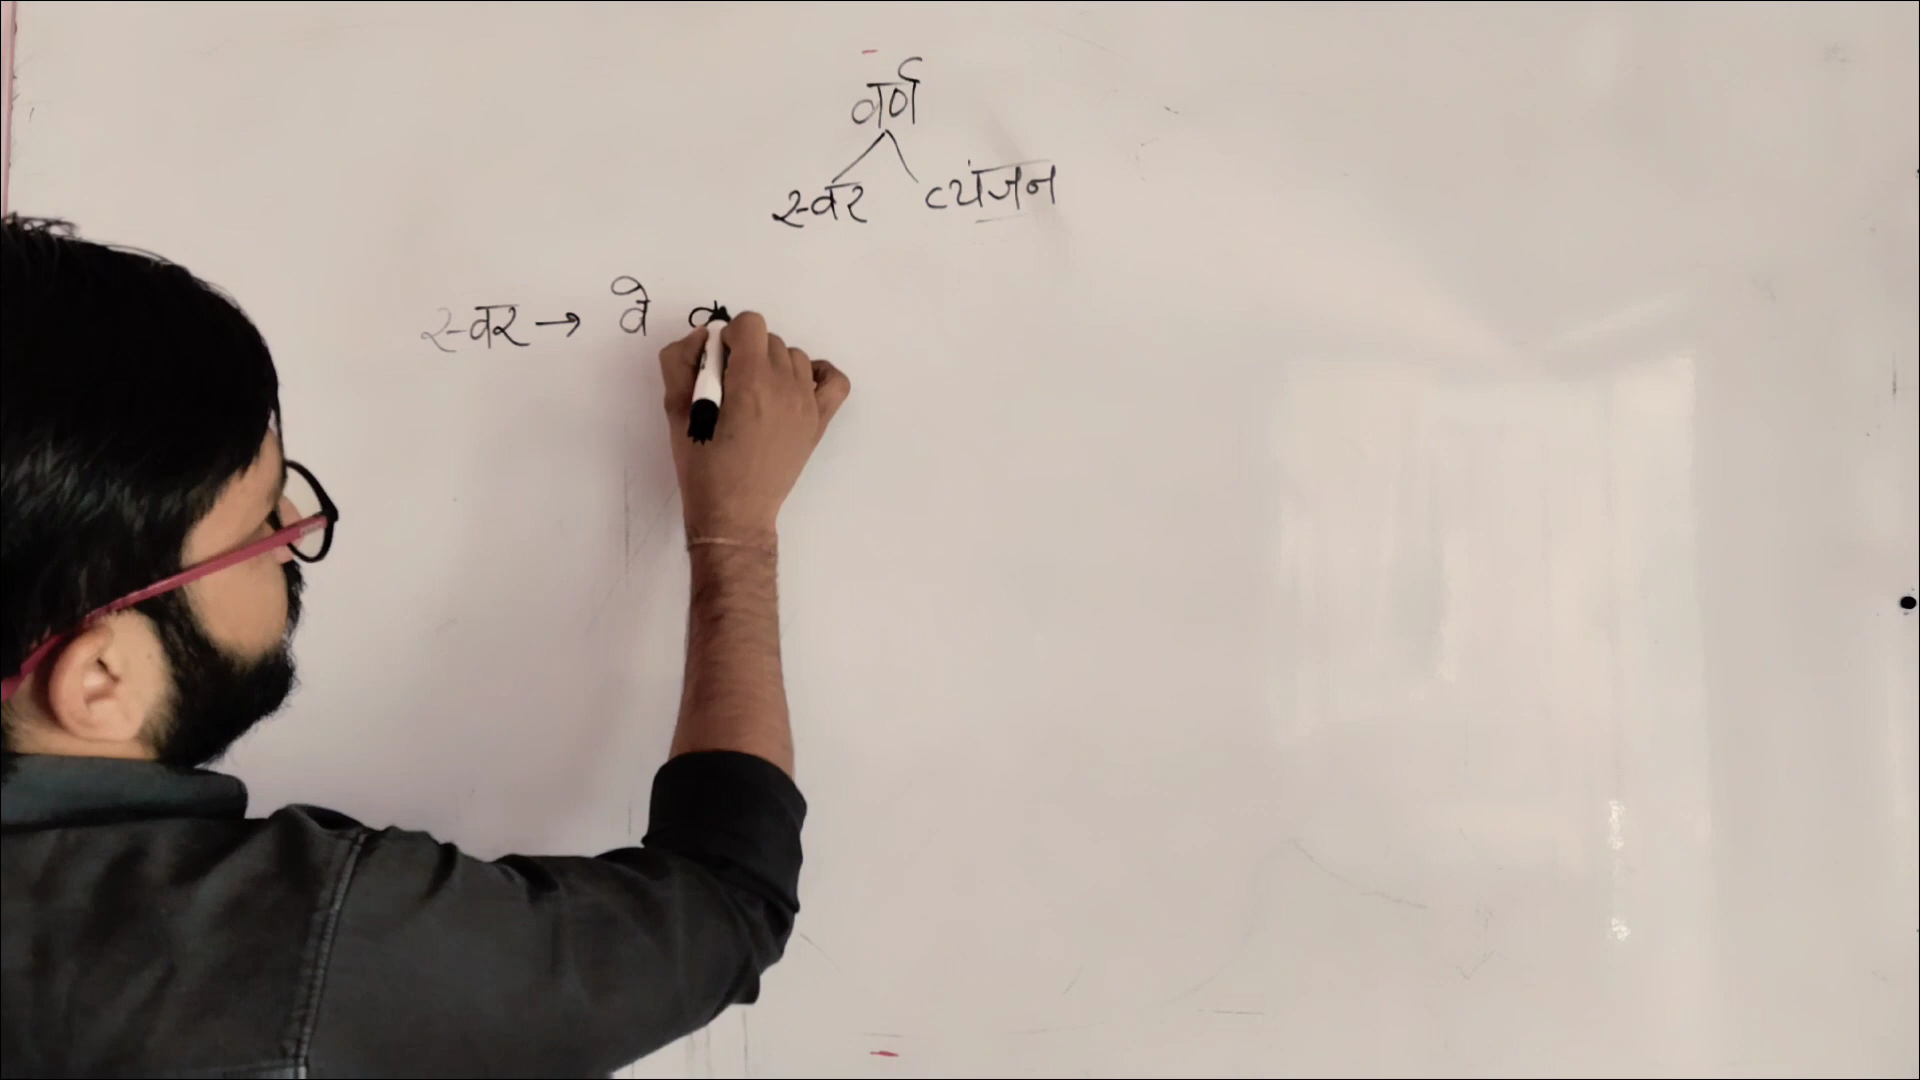 वर्ण
स्वर व्यंजन
स्वर → वे